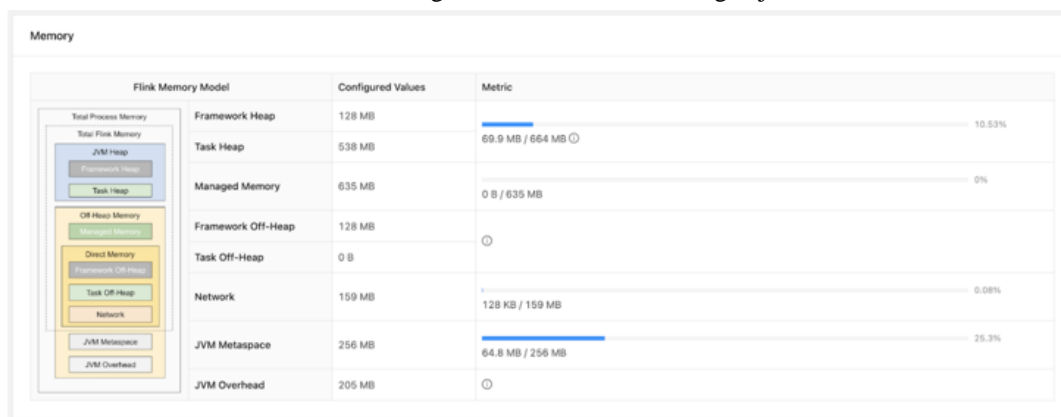 Memory
Flink Memory Model Configured Values Metric
Total Process Memory
Total Flink Memory
JVM Heap
Framework Heap
Task Heap
Off-Heap Memory
Managed Memory
Direct Memory
Framework Off-Heap
Task Off-Heap
Network
JVM Metaspace
JVM Overhead
Framework Heap 128 MB
10.53%
69.9 MB / 664 MB
Task Heap 538 MB
Managed Memory 635 MB
0%
0 B / 635 MB
Framework Off-Heap 128 MB
Task Off-Heap 0 B
Network 159 MB
0.08%
128 KB / 159 MB
JVM Metaspace 256 MB
25.3%
64.8 MB / 256 MB
JVM Overhead 205 MB